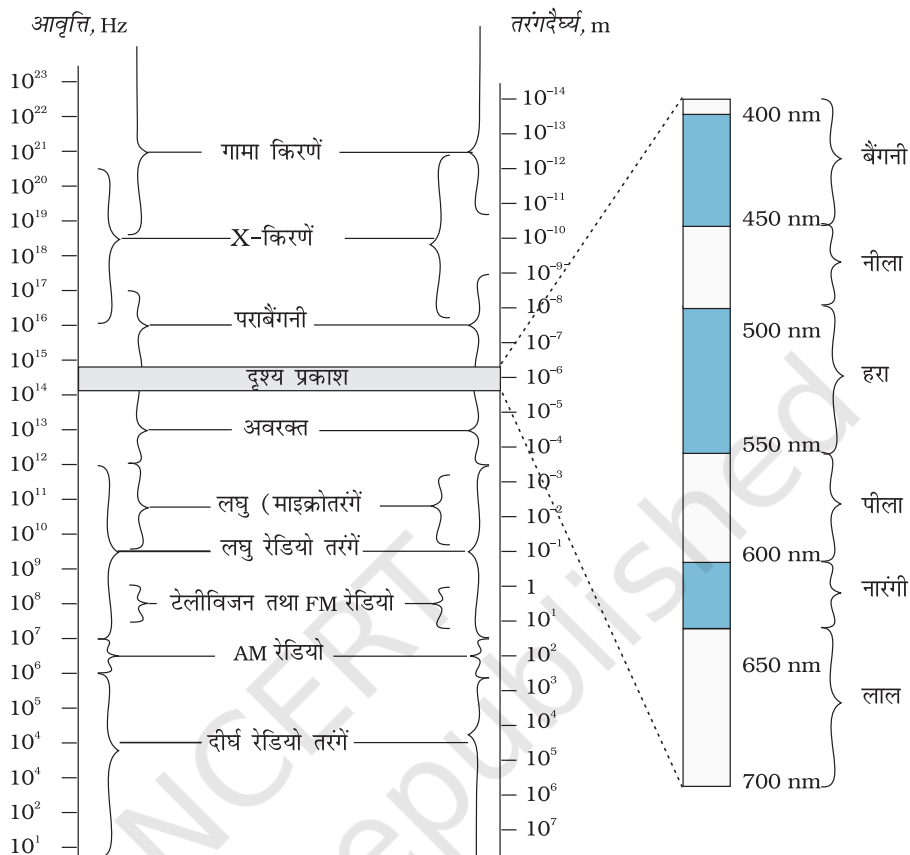 आवृत्ति, Hz
तरंगदैर्घ्य, m
10²³
10²²
10²¹
10²⁰
10¹⁹
10¹⁸
10¹⁷
10¹⁶
10¹⁵
10¹⁴
10¹³
10¹²
10¹¹
10¹⁰
10⁹
10⁸
10⁷
10⁶
10⁵
10⁴
10⁴
10²
10¹
गामा किरणें
X-किरणें
पराबैंगनी
दृश्य प्रकाश
अवरक्त
लघु (माइक्रोतरंगें
लघु रेडियो तरंगें
टेलीविजन तथा FM रेडियो
AM रेडियो
दीर्घ रेडियो तरंगें
10⁻¹⁴
10⁻¹³
10⁻¹²
10⁻¹¹
10⁻¹⁰
10⁻⁹
10⁻⁸
10⁻⁷
10⁻⁶
10⁻⁵
10⁻⁴
10⁻³
10⁻²
10⁻¹
1
10¹
10²
10³
10⁴
10⁵
10⁶
10⁷
400 nm
450 nm
500 nm
550 nm
600 nm
650 nm
700 nm
बैंगनी
नीला
हरा
पीला
नारंगी
लाल
NCERT
republished